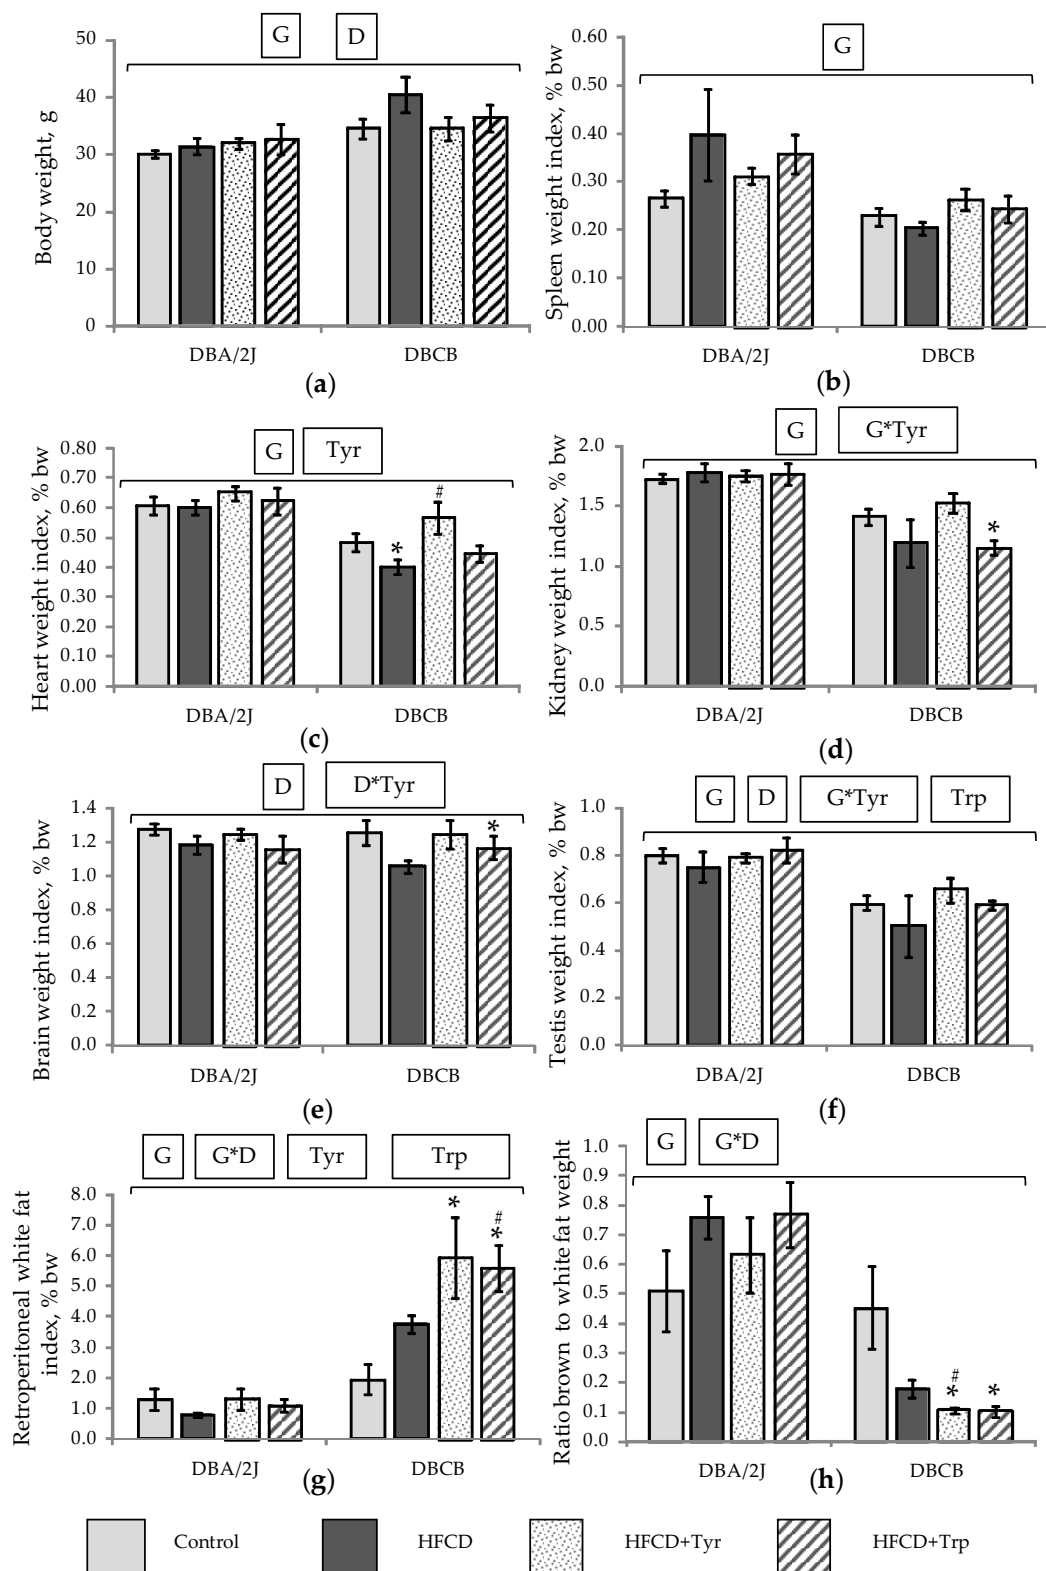 G D
Body weight, g
50
40
30
20
10
0
DBA/2J DBCB
(a)
G
Spleen weight index, % bw
0.60
0.50
0.40
0.30
0.20
0.10
0.00
DBA/2J DBCB
(b)
G Tyr
Heart weight index, % bw
0.80
0.70
0.60
0.50
0.40
0.30
0.20
0.10
0.00
* #
DBA/2J DBCB
(c)
G G*Tyr
Kidney weight index, % bw
2.0
1.5
1.0
0.5
0.0
*
DBA/2J DBCB
(d)
D D*Tyr
Brain weight index, % bw
1.4
1.2
1.0
0.8
0.6
0.4
0.2
0.0
*
DBA/2J DBCB
(e)
G D G*Tyr Trp
Testis weight index, % bw
1.0
0.8
0.6
0.4
0.2
0.0
DBA/2J DBCB
(f)
G G*D Tyr Trp
Retroperitoneal white fat
index, % bw
8.0
7.0
6.0
5.0
4.0
3.0
2.0
1.0
0.0
* #
*
DBA/2J DBCB
(g)
G G*D
Ratio brown to white fat weight
1.0
0.9
0.8
0.7
0.6
0.5
0.4
0.3
0.2
0.1
0.0
#
* *
DBA/2J DBCB
(h)
Control HFCD HFCD+Tyr HFCD+Trp